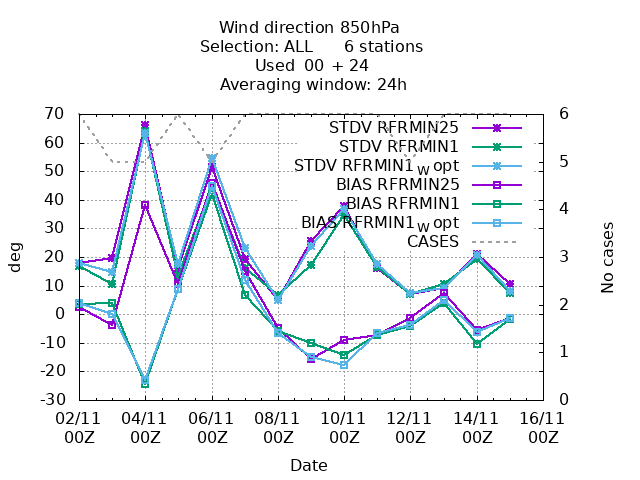 Wind direction 850hPa
Selection: ALL 6 stations
Used 00 + 24
Averaging window: 24h
70
60
50
40
30
20
10
0
-10
-20
-30
deg
6
5
4
3
2
1
0
No cases
STDV RFRMIN25
STDV RFRMIN1
STDV RFRMIN1w opt
BIAS RFRMIN25
BIAS RFRMIN1
BIAS RFRMIN1w opt
CASES
02/11 04/11 06/11 08/11 10/11 12/11 14/11 16/11
00Z 00Z 00Z 00Z 00Z 00Z 00Z 00Z
Date